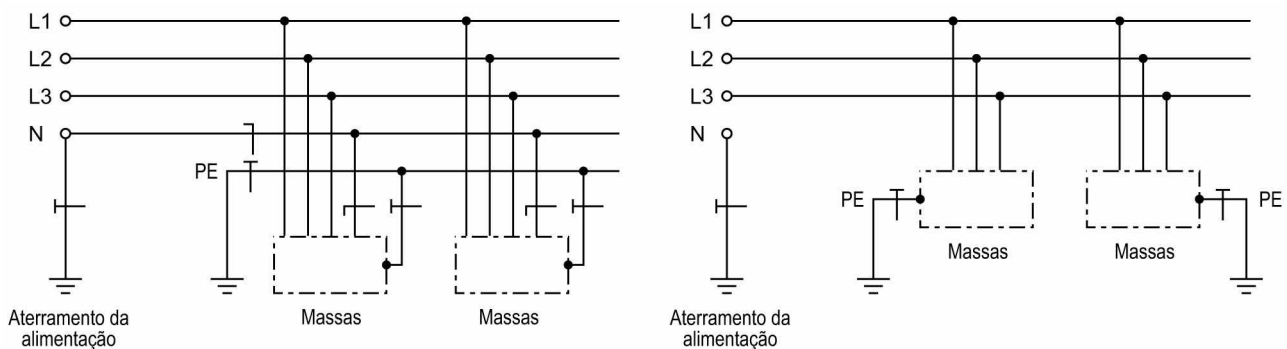 L1
L2
L3
N
PE
Massas
Massas
Aterramento da
alimentação
L1
L2
L3
N
PE
PE
Massas
Massas
Aterramento da
alimentação